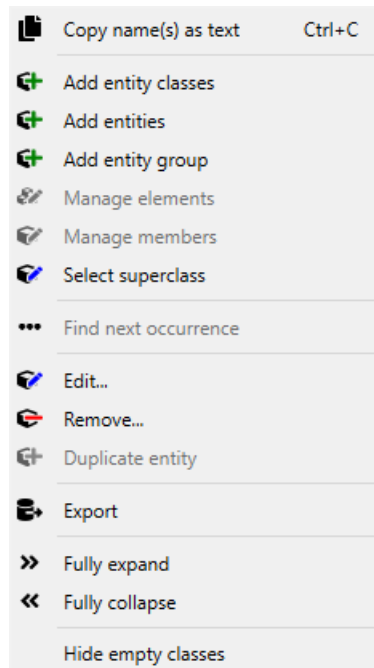 Copy name(s) as text Ctrl+C
Add entity classes
Add entities
Add entity group
Manage elements
Manage members
Select superclass
Find next occurrence
Edit...
Remove...
Duplicate entity
Export
Fully expand
Fully collapse
Hide empty classes